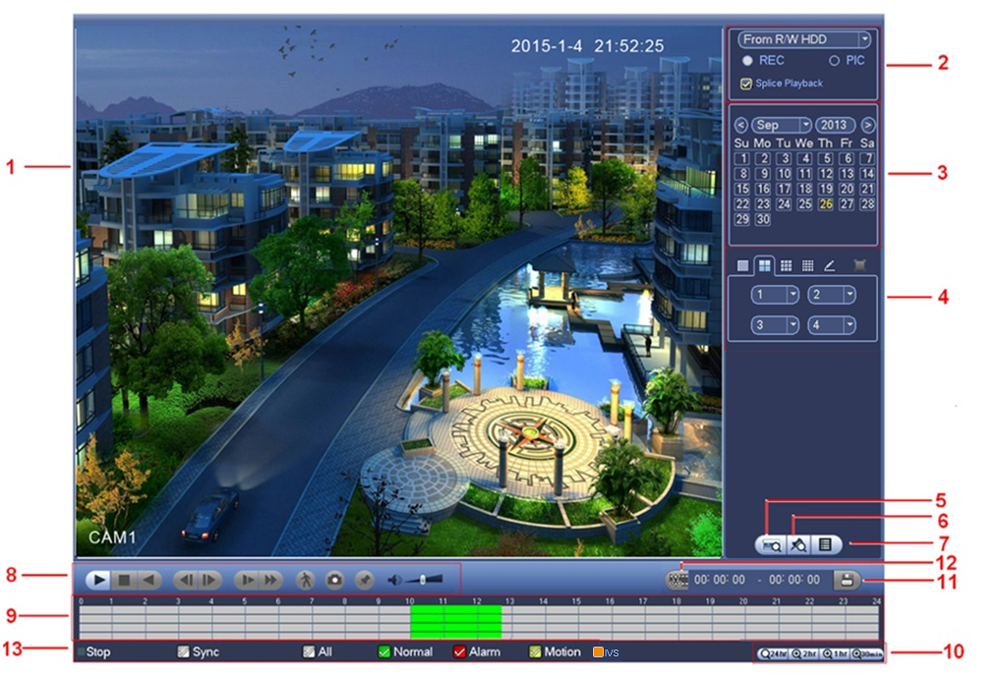 2015-1-4 21:52:25
From R/W HDD
REC PIC
Splice Playback
Sep 2013
Su Mo Tu We Th Fr Sa
1 2 3 4 5 6 7
8 9 10 11 12 13 14
15 16 17 18 19 20 21
22 23 24 25 26 27 28
29 30
1 2
3 4
CAM1
00: 00: 00 - 00: 00: 00
0 1 2 3 4 5 6 7 8 9 10 11 12 13 14 15 16 17 18 19 20 21 22 23 24
Stop Sync All Normal Alarm Motion IVS
24hr 2hr 1hr 30min
1
2
3
4
5
6
7
8
9
10
11
12
13